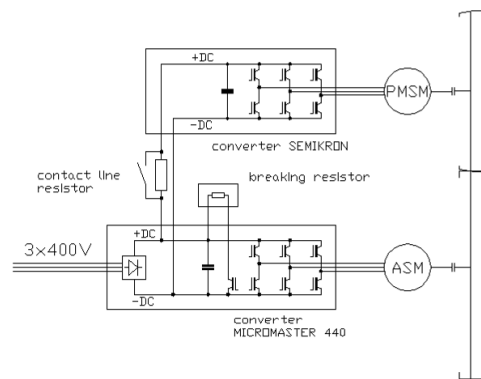 +DC
PMSM
-DC
converter SEMIKRON
contact line
resistor
breaking resistor
+DC
3x400V
ASM
-DC
converter
MICROMASTER 440